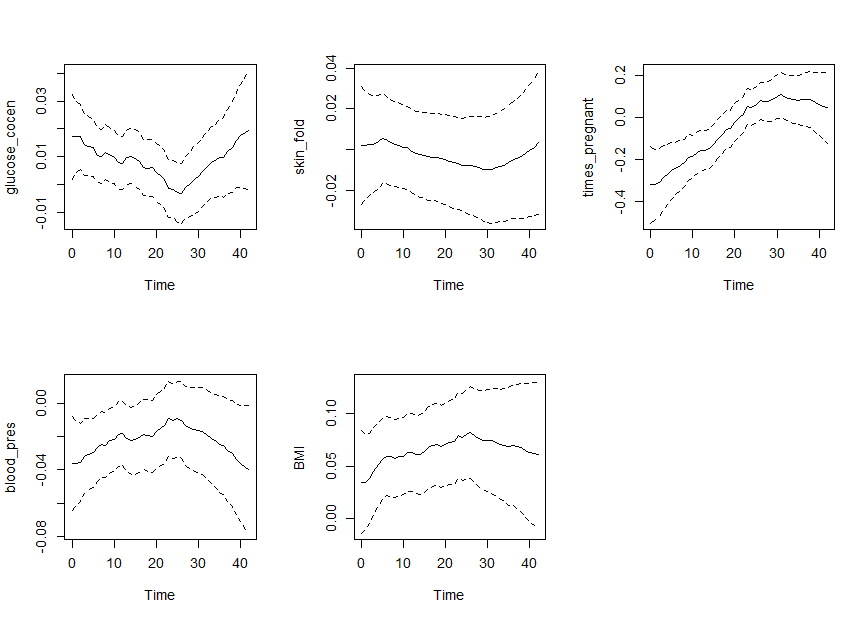 glucose_cocen
-0.01 0.01 0.03
0 10 20 30 40
Time
skin_fold
-0.02 0.02 0.04
0 10 20 30 40
Time
times_pregnant
-0.4 -0.2 0.0 0.2
0 10 20 30 40
Time
blood_pres
-0.08 -0.04 0.00
0 10 20 30 40
Time
BMI
0.00 0.05 0.10
0 10 20 30 40
Time